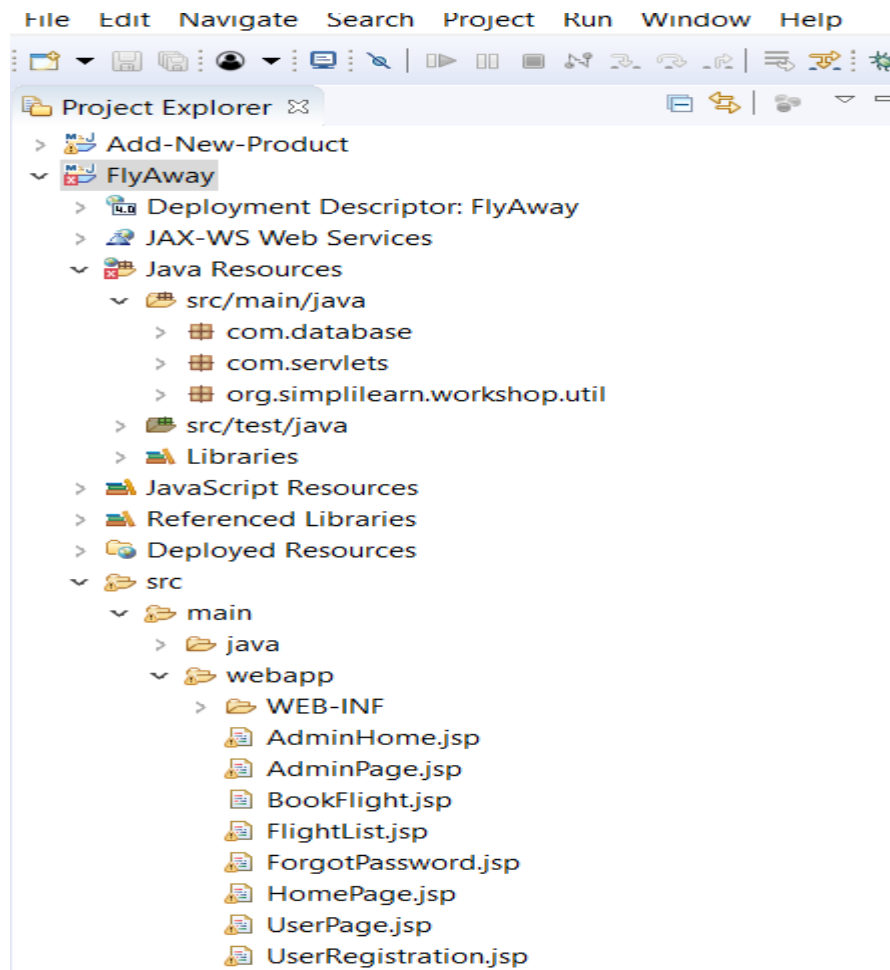 File Edit Navigate Search Project Run Window Help
Project Explorer
Add-New-Product
FlyAway
Deployment Descriptor: FlyAway
JAX-WS Web Services
Java Resources
src/main/java
com.database
com.servlets
org.simplilearn.workshop.util
src/test/java
Libraries
JavaScript Resources
Referenced Libraries
Deployed Resources
src
main
java
webapp
WEB-INF
AdminHome.jsp
AdminPage.jsp
BookFlight.jsp
FlightList.jsp
ForgotPassword.jsp
HomePage.jsp
UserPage.jsp
UserRegistration.jsp